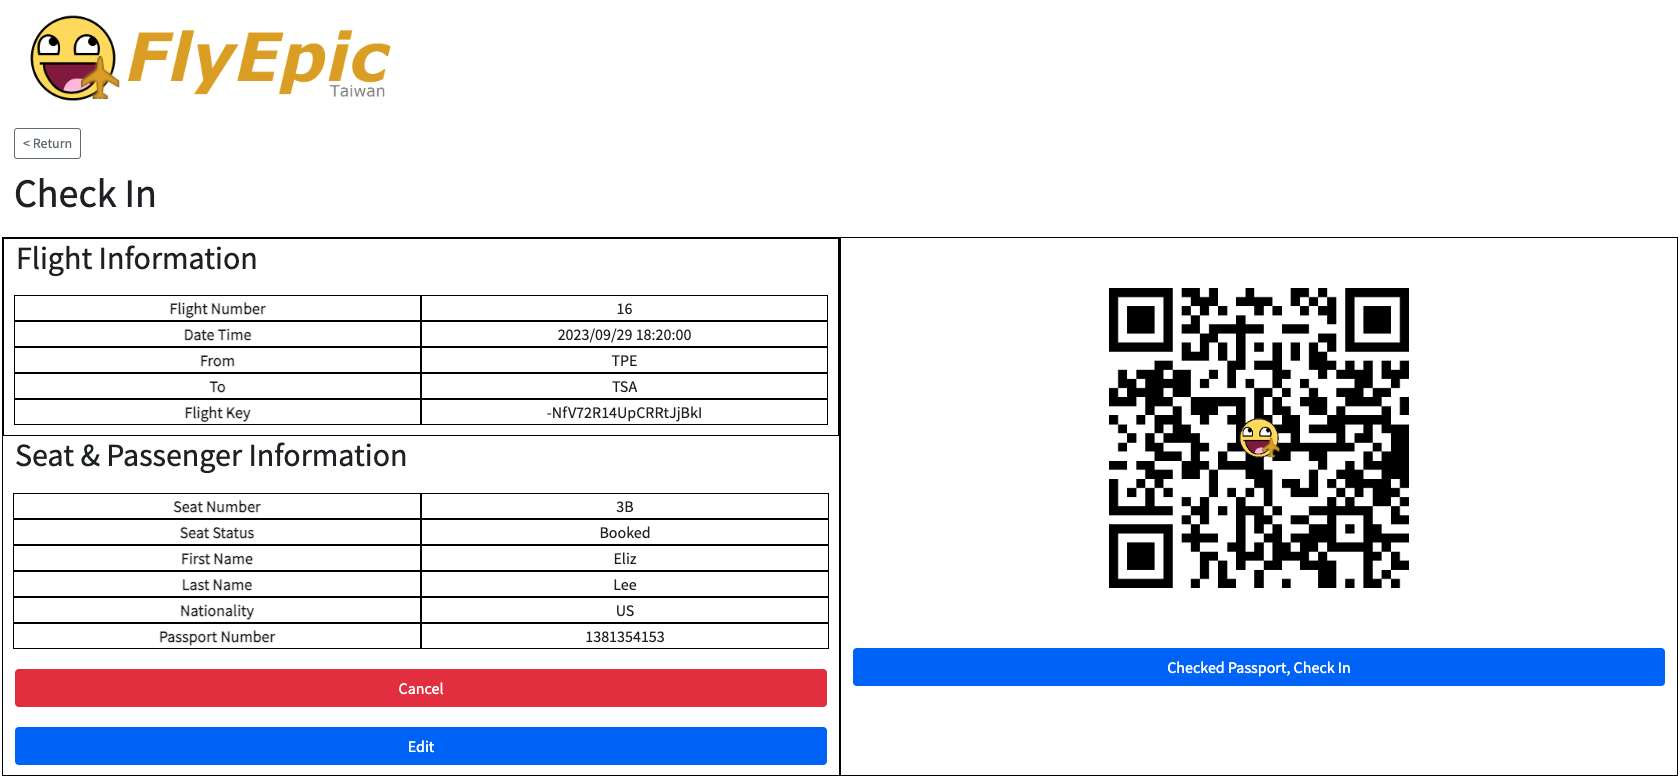 FlyEpic
Taiwan
< Return
Check In
Flight Information
Flight Number 16
Date Time 2023/09/29 18:20:00
From TPE
To TSA
Flight Key -NfV72R14UpCRRtJjBkI
Seat & Passenger Information
Seat Number 3B
Seat Status Booked
First Name Eliz
Last Name Lee
Nationality US
Passport Number 1381354153
Cancel
Edit
Checked Passport, Check In